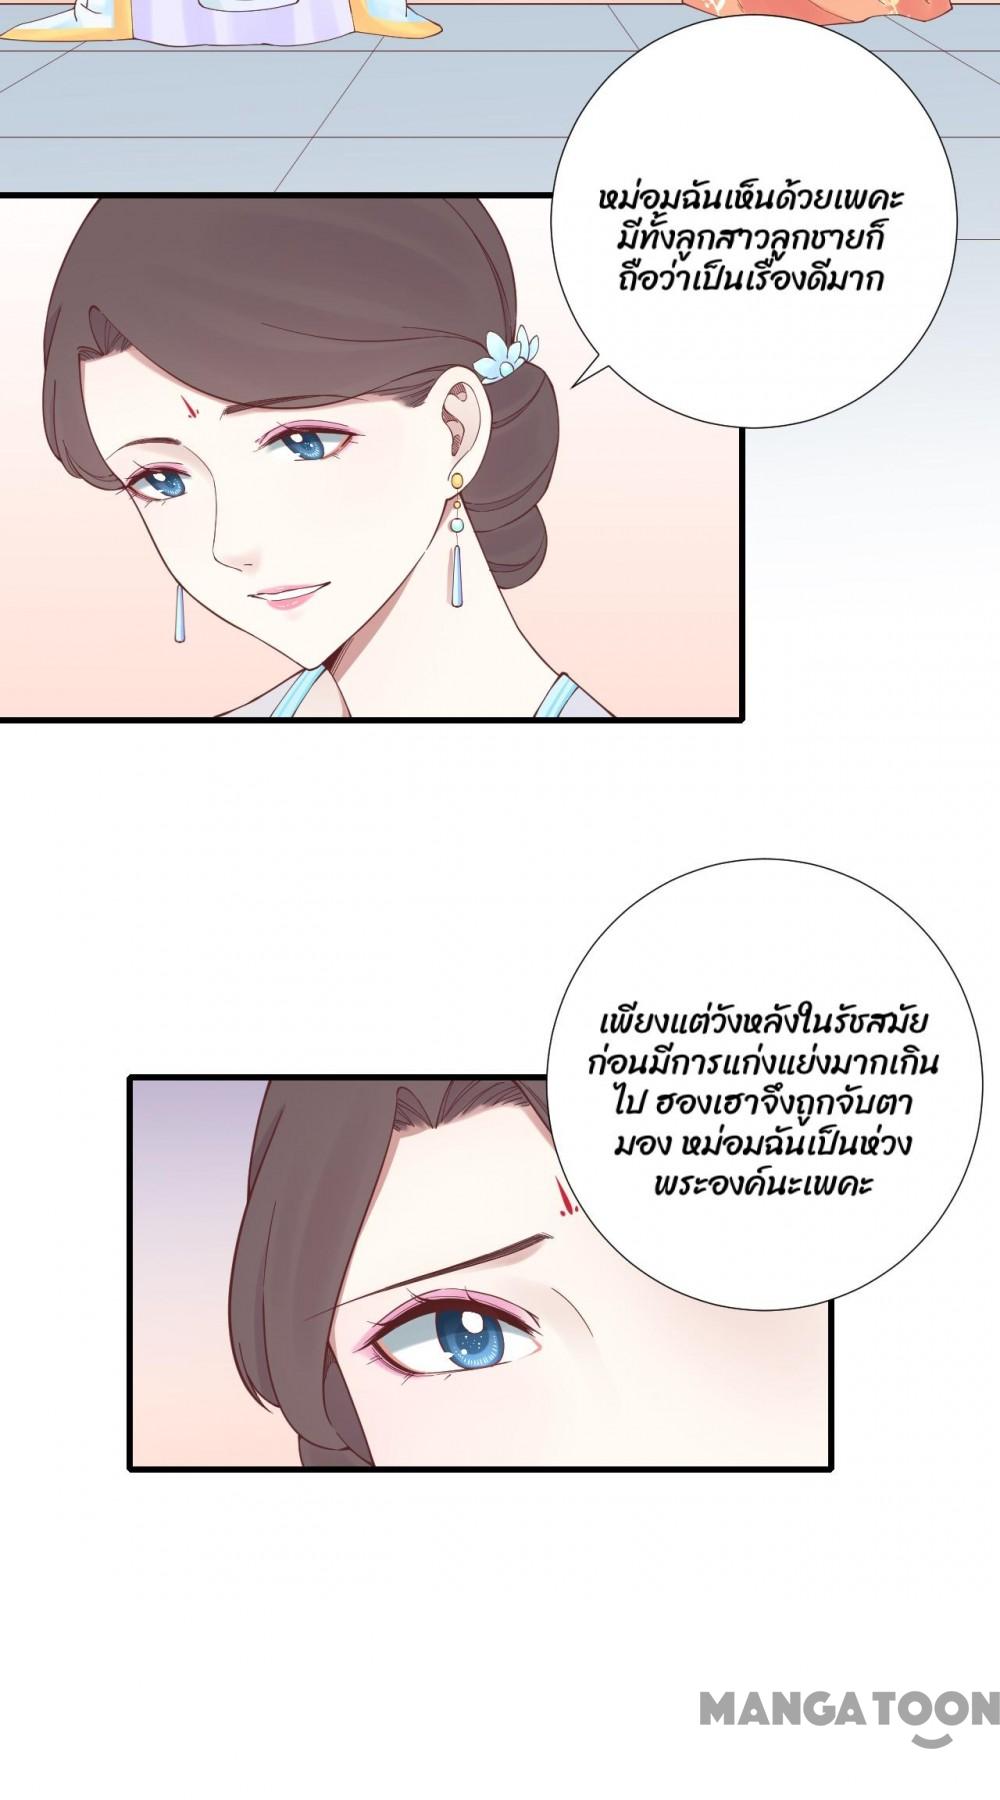 หม่อมฉันเห็นด้วยเพคะ
มีทั้งลูกสาวลูกชายก็
ถือว่าเป็นเรื่องดีมาก
เพียงแต่วังหลังในรัชสมัย
ก่อนมีการแก่งแย่งมากเกิน
ไป ฮองเฮาจึงถูกจับตา
มอง หม่อมฉันเป็นห่วง
พระองค์นะเพคะ
MANGATOON